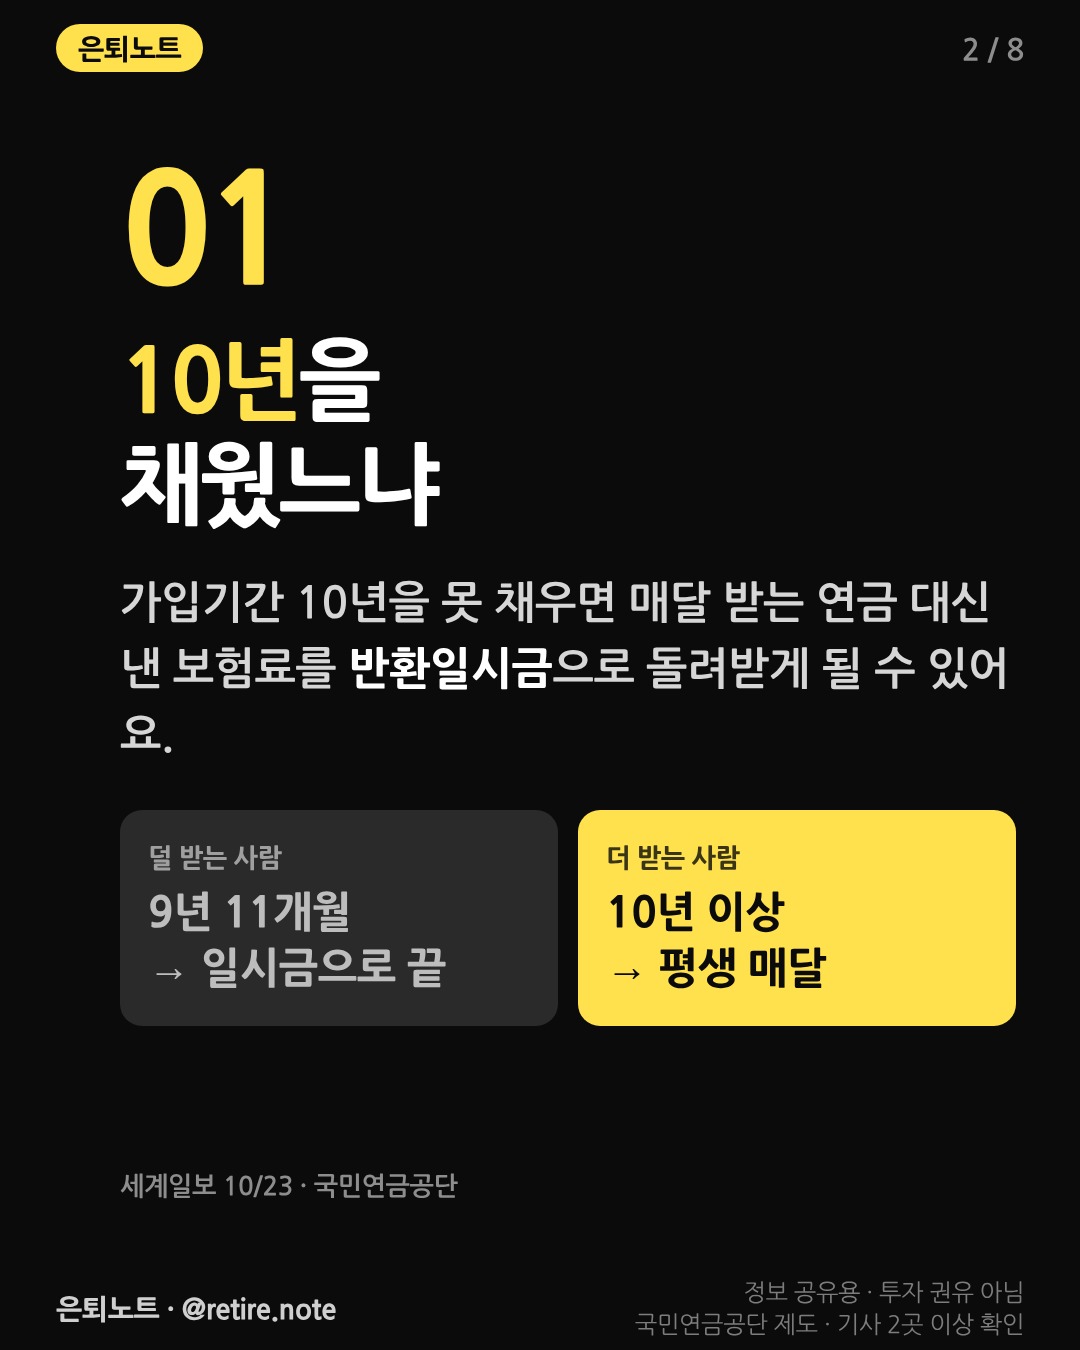 은퇴노트
2 / 8
01
10년을
채웠느냐
가입기간 10년을 못 채우면 매달 받는 연금 대신
낸 보험료를 반환일시금으로 돌려받게 될 수 있어
요.
덜 받는 사람
9년 11개월
→ 일시금으로 끝
더 받는 사람
10년 이상
→ 평생 매달
세계일보 10/23 · 국민연금공단
은퇴노트 · @retire.note
정보 공유용 · 투자 권유 아님
국민연금공단 제도 · 기사 2곳 이상 확인